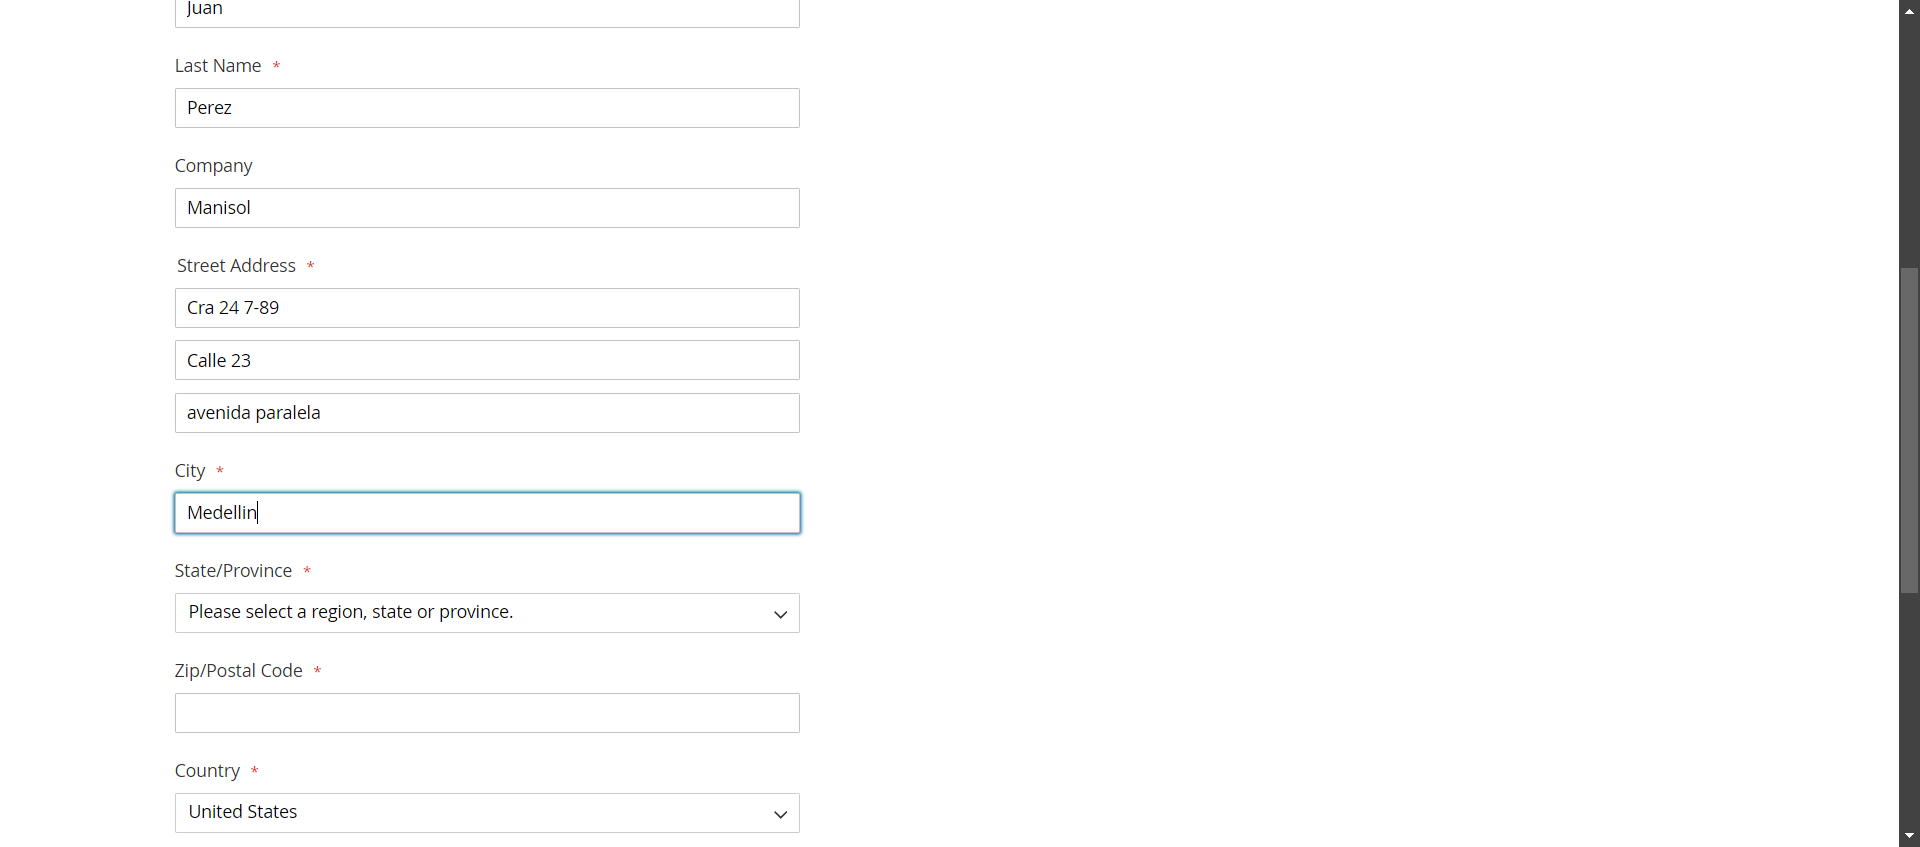 Juan
Last Name *
Perez
Company
Manisol
Street Address *
Cra 24 7-89
Calle 23
avenida paralela
City *
Medellin
State/Province *
Please select a region, state or province.
Zip/Postal Code *
Country *
United States